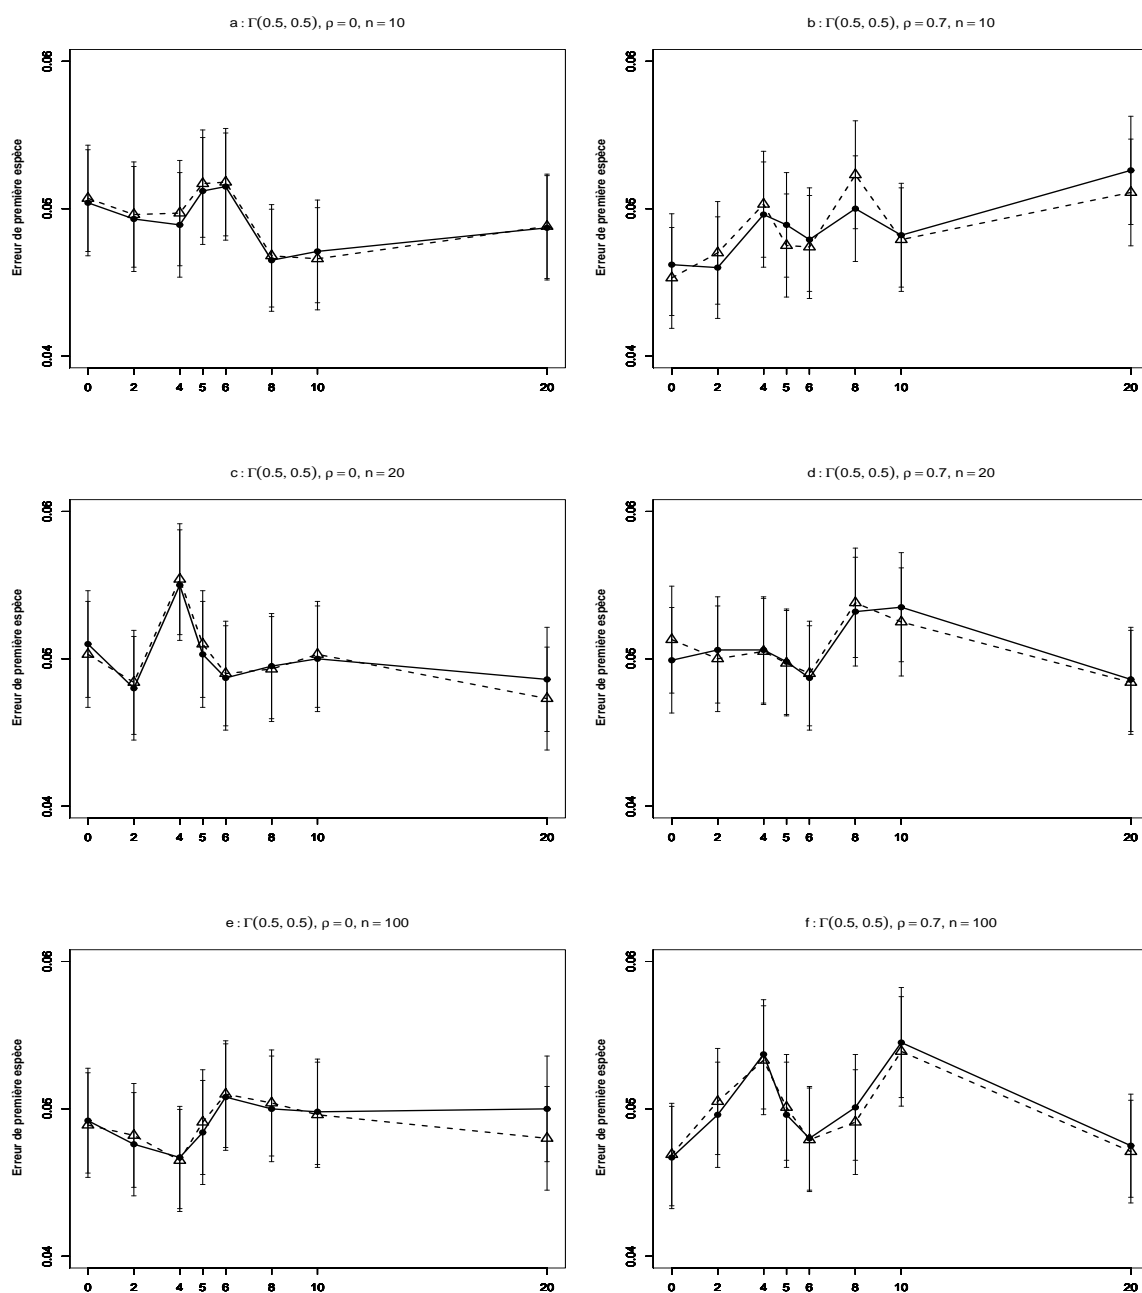 a : Γ(0.5, 0.5), ρ = 0, n = 10
Erreur de première espèce
0.06
0.05
0.04
0 2 4 5 6 8 10 20
b : Γ(0.5, 0.5), ρ = 0.7, n = 10
Erreur de première espèce
0.06
0.05
0.04
0 2 4 5 6 8 10 20
c : Γ(0.5, 0.5), ρ = 0, n = 20
Erreur de première espèce
0.06
0.05
0.04
0 2 4 5 6 8 10 20
d : Γ(0.5, 0.5), ρ = 0.7, n = 20
Erreur de première espèce
0.06
0.05
0.04
0 2 4 5 6 8 10 20
e : Γ(0.5, 0.5), ρ = 0, n = 100
Erreur de première espèce
0.06
0.05
0.04
0 2 4 5 6 8 10 20
f : Γ(0.5, 0.5), ρ = 0.7, n = 100
Erreur de première espèce
0.06
0.05
0.04
0 2 4 5 6 8 10 20